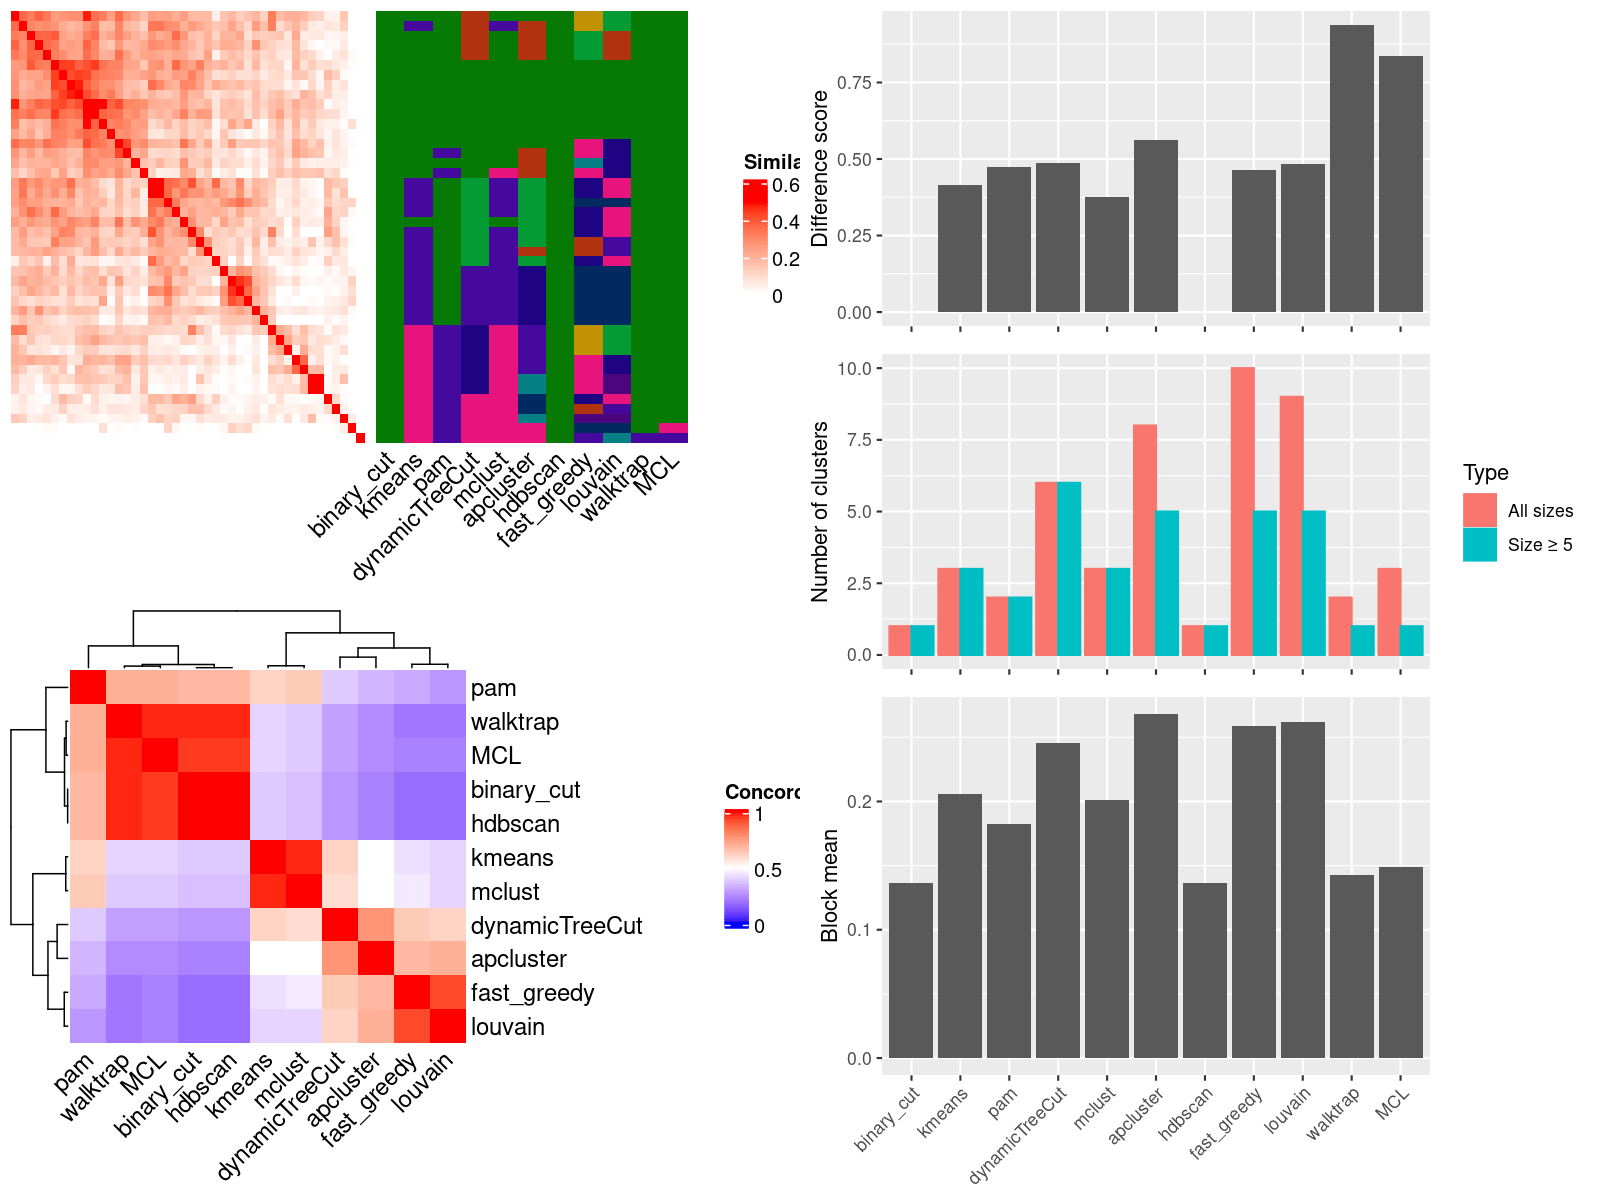 Simila
0.6
0.4
0.2
0
binary_cut
kmeans
pam
dynamicTreeCut
mclust
apcluster
hdbscan
fast_greedy
louvain
walktrap
MCL
Difference score
0.75
0.50
0.25
0.00
Number of clusters
10.0
7.5
5.0
2.5
0.0
Type
All sizes
Size ≥ 5
pam
walktrap
MCL
binary_cut
hdbscan
kmeans
mclust
dynamicTreeCut
apcluster
fast_greedy
louvain
Concord
1
0.5
0
pam
walktrap
MCL
binary_cut
hdbscan
kmeans
mclust
dynamicTreeCut
apcluster
fast_greedy
louvain
Block mean
0.2
0.1
0.0
binary_cut
kmeans
pam
dynamicTreeCut
mclust
apcluster
hdbscan
fast_greedy
louvain
walktrap
MCL